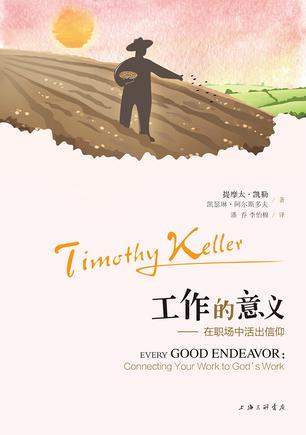 提摩太·凯勒
凯瑟琳·阿尔斯多夫 著
潘乔 李怡棉 译
Timothy Keller
工作的意义
—— 在职场中活出信仰
EVERY GOOD ENDEAVOR:
Connecting Your Work to God's Work
上海三联书店